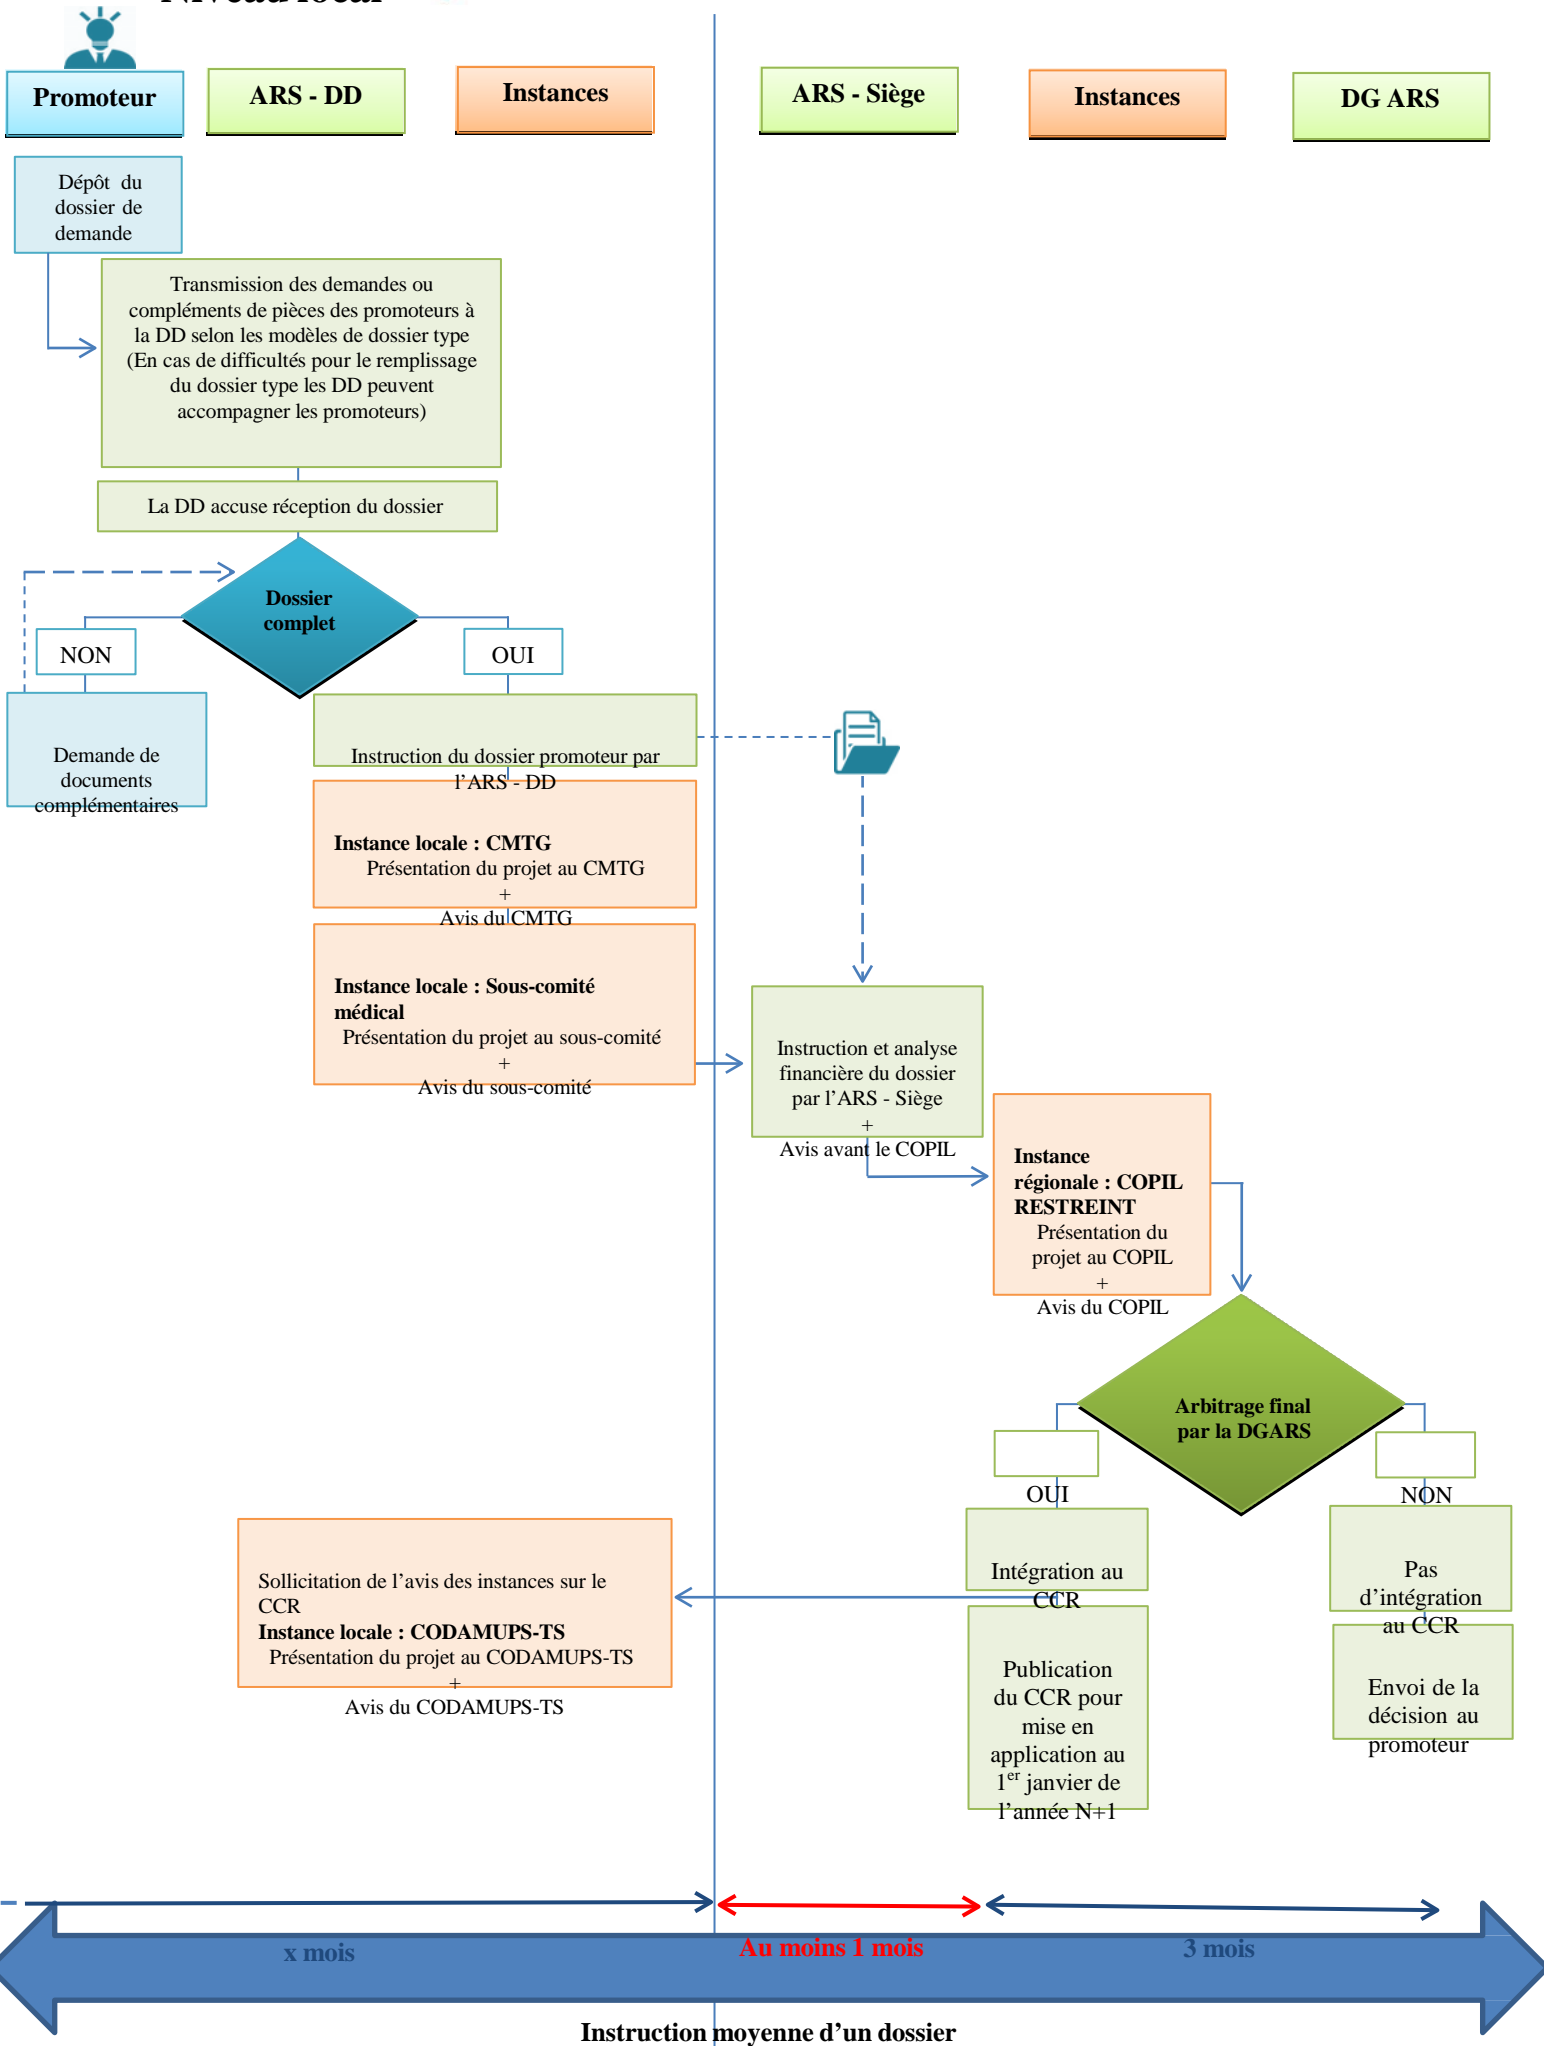 Niveau local
Promoteur
ARS - DD
Instances
ARS - Siège
Instances
DG ARS
Dépôt du
dossier de
demande
Transmission des demandes ou
compléments de pièces des promoteurs à
la DD selon les modèles de dossier type
(En cas de difficultés pour le remplissage
du dossier type les DD peuvent
accompagner les promoteurs)
La DD accuse réception du dossier
Dossier
complet
NON
OUI
Demande de
documents
complémentaires
Instruction du dossier promoteur par
l’ARS - DD
Instance locale : CMTG
Présentation du projet au CMTG
+
Avis du CMTG
Instance locale : Sous-comité
médical
Présentation du projet au sous-comité
+
Avis du sous-comité
Instruction et analyse
financière du dossier
par l’ARS - Siège
+
Avis avant le COPIL
Instance
régionale : COPIL
RESTREINT
Présentation du
projet au COPIL
+
Avis du COPIL
Arbitrage final
par la DGARS
OUI
NON
Intégration au
CCR
Pas
d’intégration
au CCR
Sollicitation de l’avis des instances sur le
CCR
Instance locale : CODAMUPS-TS
Présentation du projet au CODAMUPS-TS
+
Avis du CODAMUPS-TS
Publication
du CCR pour
mise en
application au
1er janvier de
l’année N+1
Envoi de la
décision au
promoteur
x mois
Au moins 1 mois
3 mois
Instruction moyenne d’un dossier